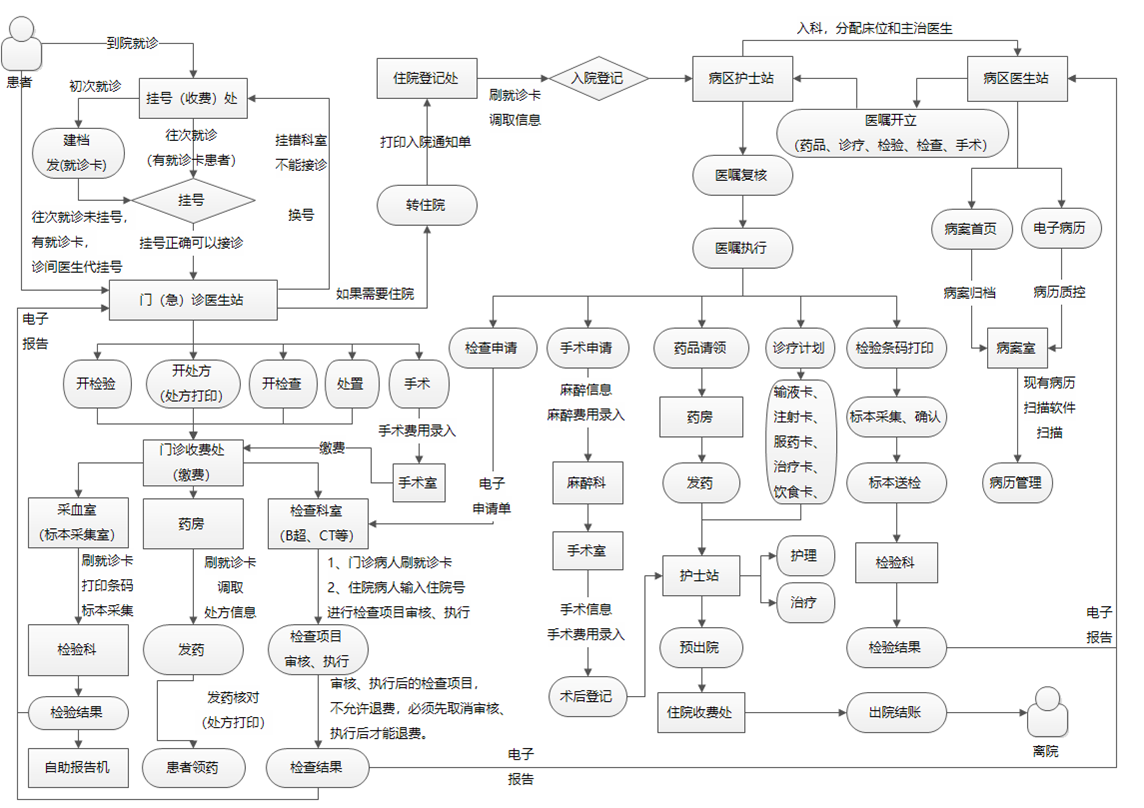 患者
到院就诊
初次就诊
挂号（收费）处
建档
发(就诊卡)
往次就诊
（有就诊卡患者）
挂错科室
不能接诊
换号
挂号
往次就诊未挂号，
有就诊卡，
诊间医生代挂号
挂号正确可以接诊
门（急）诊医生站
如果需要住院
转住院
打印入院通知单
住院登记处
刷就诊卡
调取信息
入院登记
病区护士站
入科，分配床位和主治医生
病区医生站
医嘱开立
（药品、诊疗、检验、检查、手术）
医嘱复核
医嘱执行
病案首页
电子病历
病案归档
病历质控
病案室
现有病历
扫描软件
扫描
病历管理
电子
报告
开检验
开处方
（处方打印）
开检查
处置
手术
手术费用录入
手术室
缴费
门诊收费处
（缴费）
采血室
（标本采集室）
药房
检查科室
（B超、CT等）
刷就诊卡
打印条码
标本采集
刷就诊卡
调取
处方信息
1、门诊病人刷就诊卡
2、住院病人输入住院号
进行检查项目审核、执行
检验科
发药
检查项目
审核、执行
检验结果
发药核对
（处方打印）
审核、执行后的检查项目，
不允许退费，必须先取消审核、
执行后才能退费。
自助报告机
患者领药
检查结果
电子
报告
检查申请
手术申请
药品请领
诊疗计划
检验条码打印
电子
申请单
麻醉信息
麻醉费用录入
麻醉科
手术室
手术信息
手术费用录入
术后登记
药房
发药
输液卡、
注射卡、
服药卡、
治疗卡、
饮食卡、
标本采集、确认
标本送检
检验科
检验结果
电子
报告
护士站
护理
治疗
预出院
住院收费处
出院结账
离院